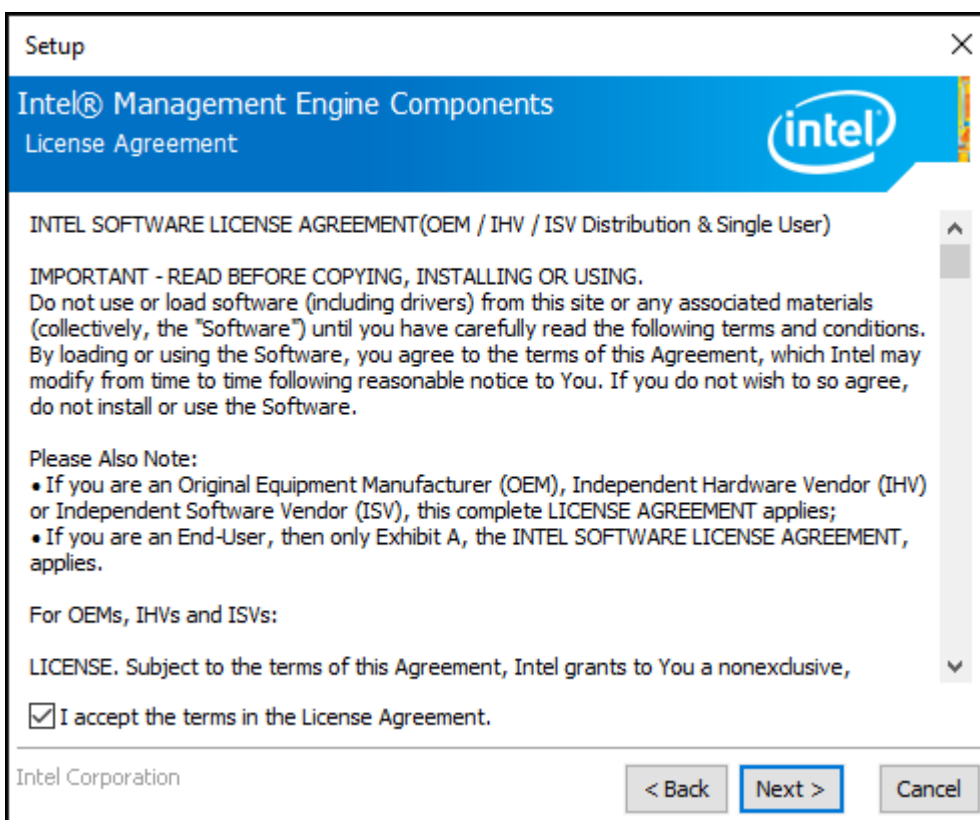 Setup
Intel® Management Engine Components
License Agreement
intel
INTEL SOFTWARE LICENSE AGREEMENT(OEM / IHV / ISV Distribution & Single User)
IMPORTANT - READ BEFORE COPYING, INSTALLING OR USING.
Do not use or load software (including drivers) from this site or any associated materials
(collectively, the "Software") until you have carefully read the following terms and conditions.
By loading or using the Software, you agree to the terms of this Agreement, which Intel may
modify from time to time following reasonable notice to You. If you do not wish to so agree,
do not install or use the Software.
Please Also Note:
• If you are an Original Equipment Manufacturer (OEM), Independent Hardware Vendor (IHV)
or Independent Software Vendor (ISV), this complete LICENSE AGREEMENT applies;
• If you are an End-User, then only Exhibit A, the INTEL SOFTWARE LICENSE AGREEMENT,
applies.
For OEMs, IHVs and ISVs:
LICENSE. Subject to the terms of this Agreement, Intel grants to You a nonexclusive,
I accept the terms in the License Agreement.
Intel Corporation
< Back Next > Cancel